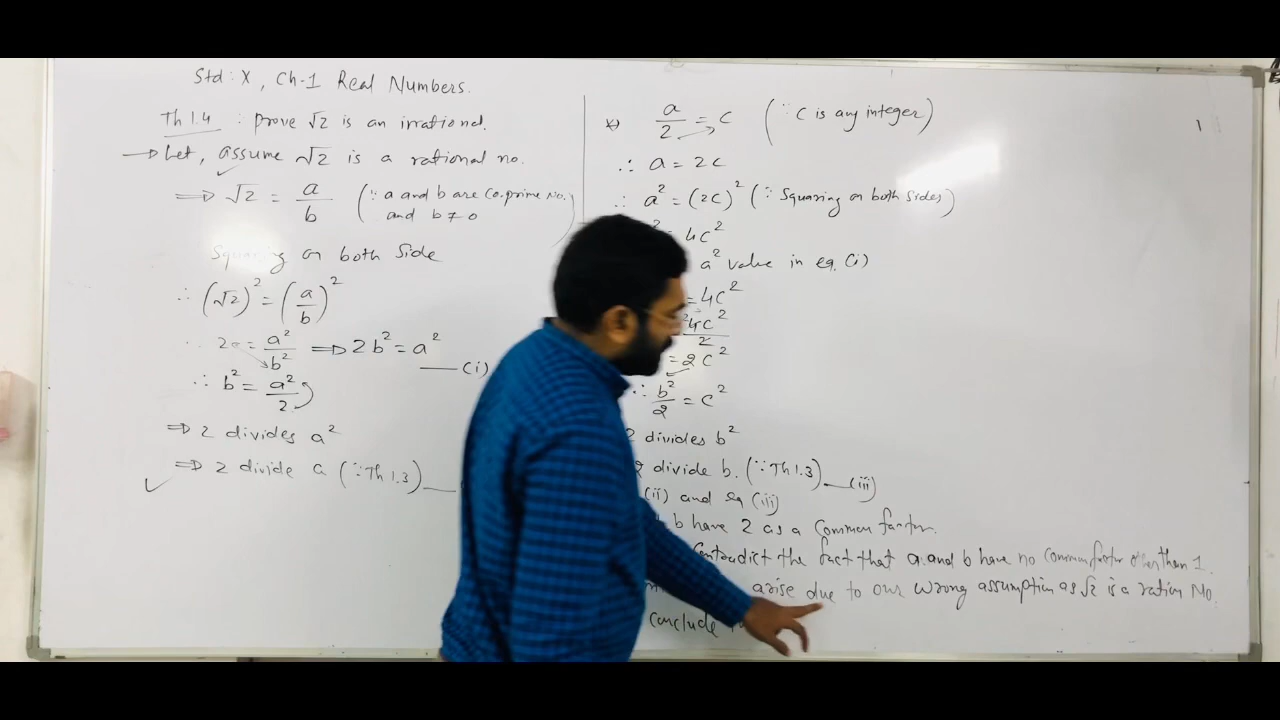 Std : X , Ch-1 Real Numbers.
Th 1.4 : prove √2 is an irrational.
→ Let, assume √2 is a rational no.
⇒ √2 = a/b (∵ a and b are Co.prime No. and b ≠ 0
Squaring on both Side
∴ (√2)² = (a/b)²
∴ 2 = a²/b² ⇒ 2b² = a² —(i)
∴ b² = a²/2
⇒ 2 divides a²
⇒ 2 divide a (∵ Th 1.3) —
a/2 = c (∵ C is any integer)
∴ a = 2c
∴ a² = (2c)² (∵ Squaring on both Sides)
² = 4c²
a² value in eq (i)
= 4c²
4c²/2
= 2c²
∴ b²/2 = c²
2 divides b²
2 divide b. (∵ Th 1.3) —(iii)
(ii) and eq (iii)
b have 2 as a Common factor.
Contradict the fact that a and b have no common factor other than 1.
arise due to our wrong assumption as √2 is a ration No.
conclude
1